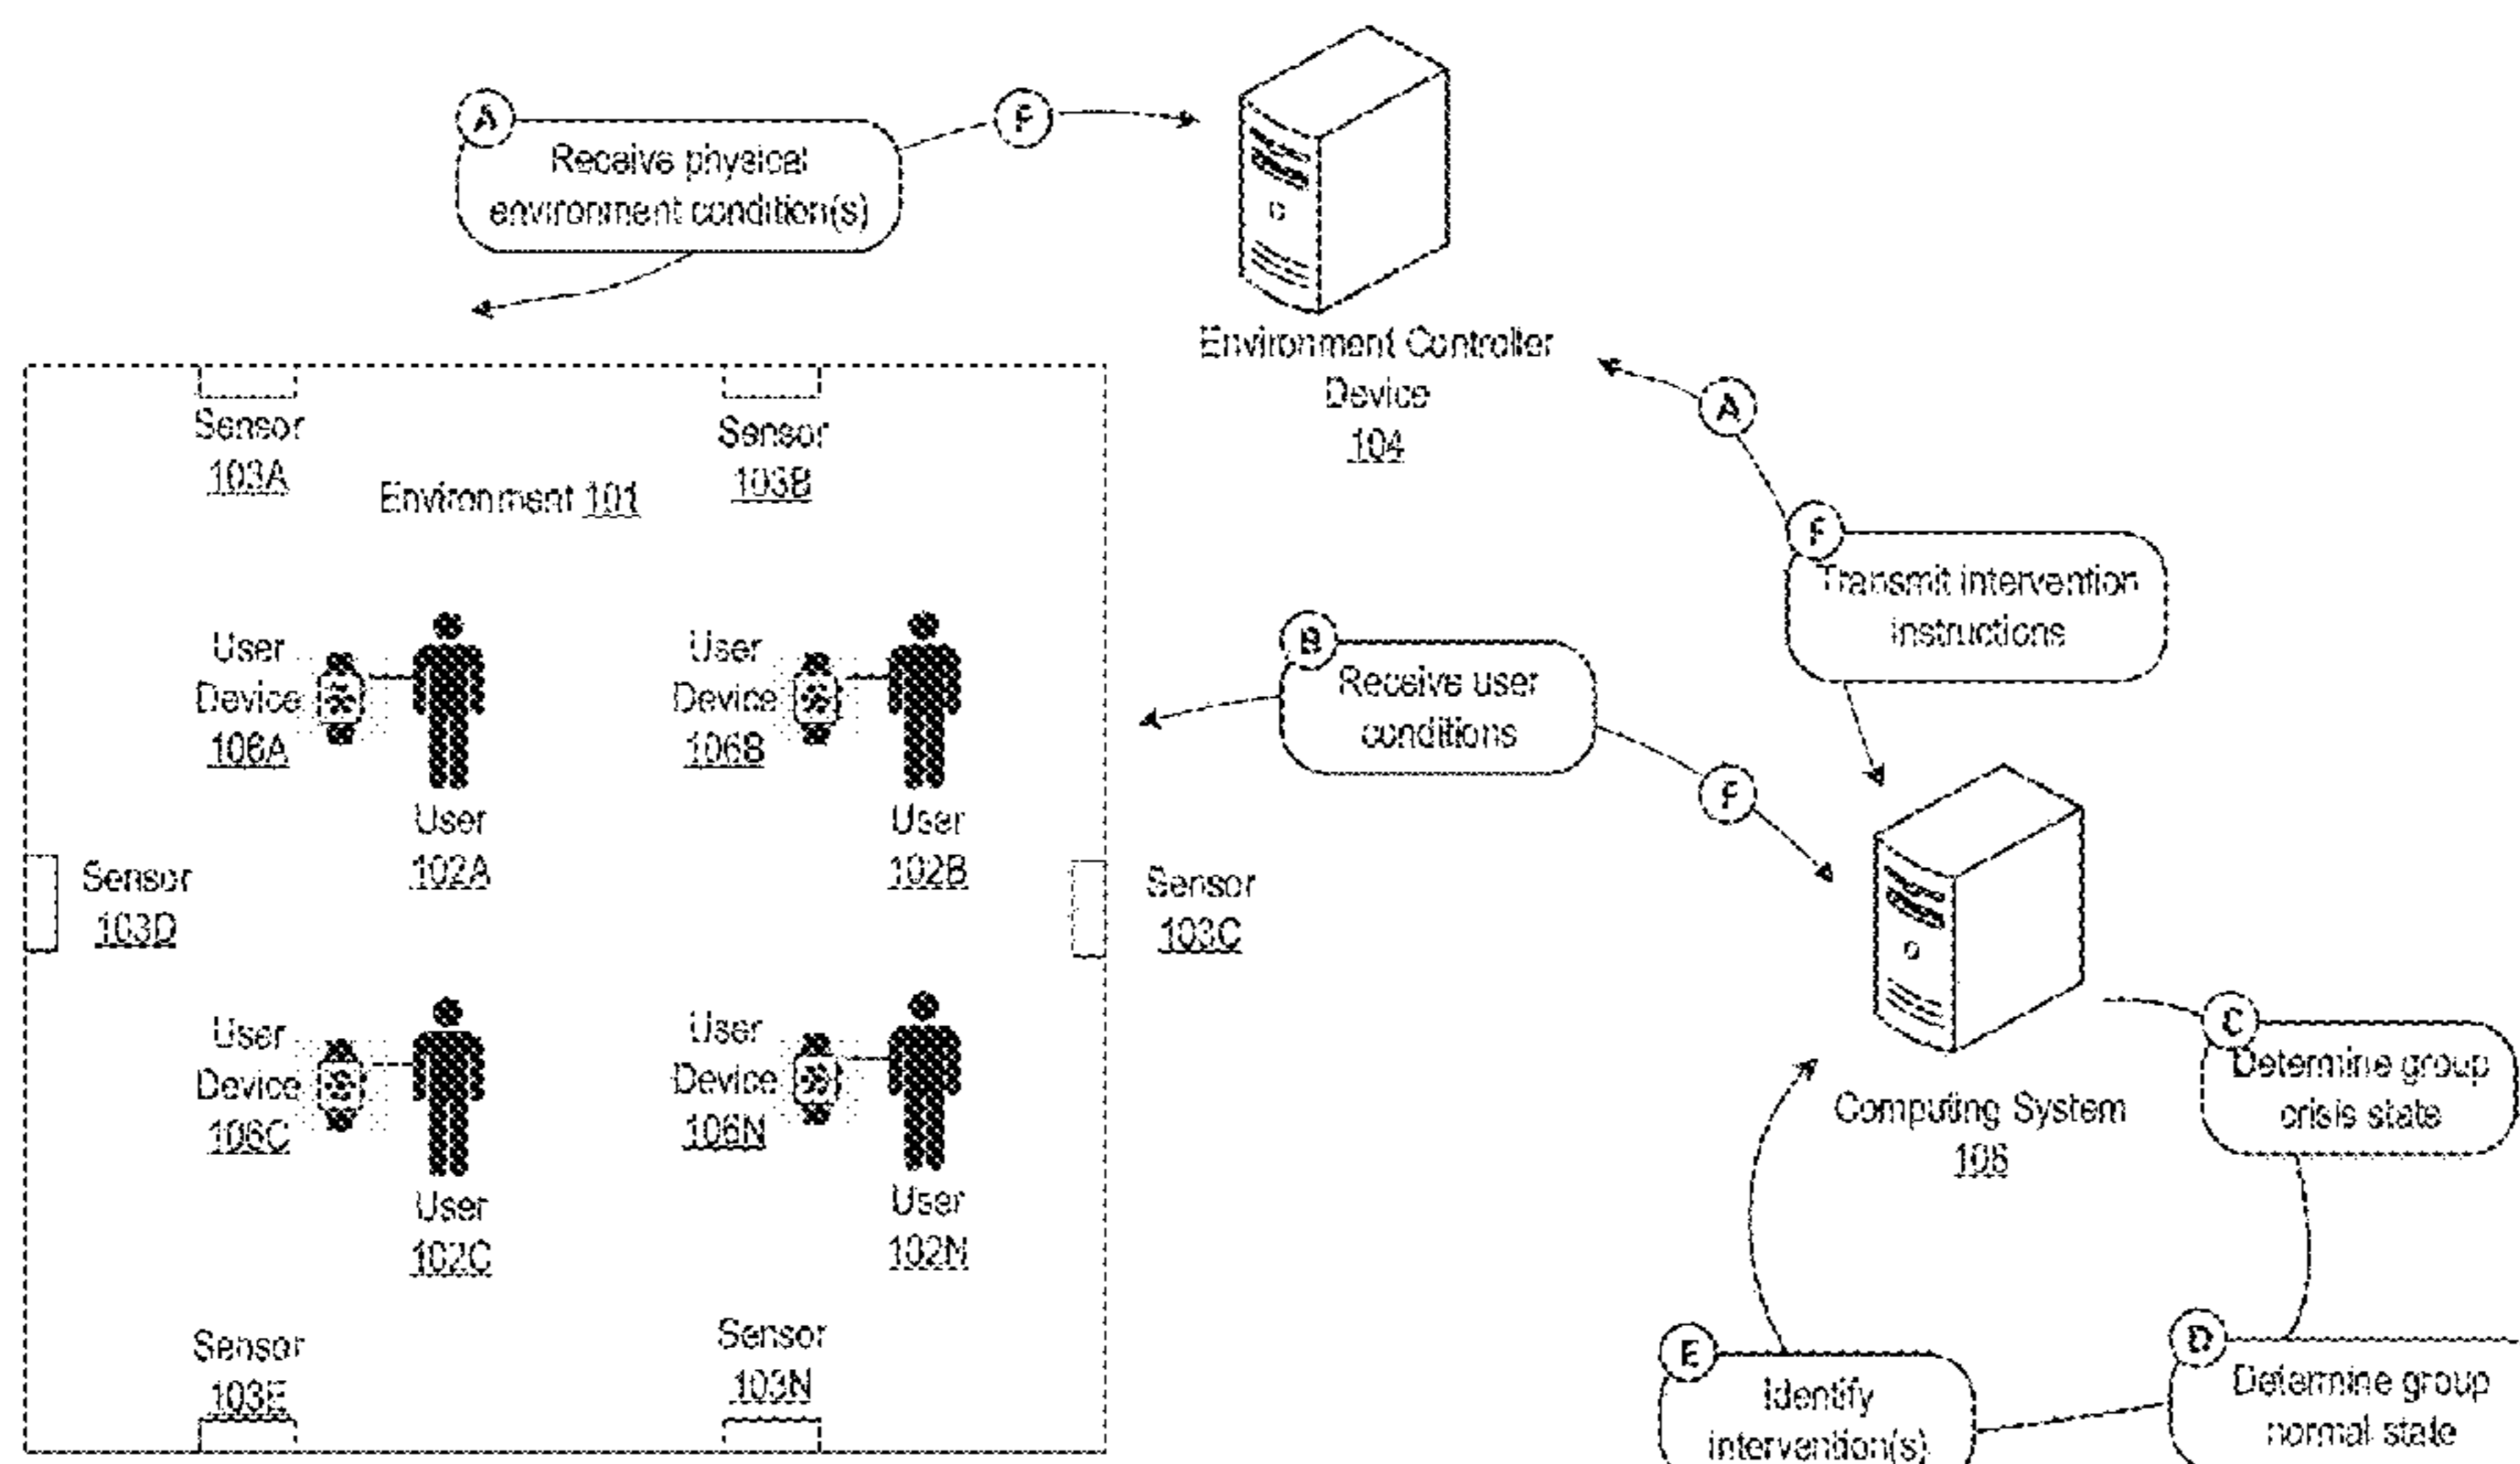 A
Receive physical
environment condition(s)
F
Environment Controller
Device
104
A
F
Transmit intervention
instructions
Sensor
103A
Sensor
103B
Environment 101
User
Device
106A
User
102A
User
Device
106B
User
102B
B
Receive user
conditions
F
Sensor
103D
Sensor
103C
User
Device
106C
User
102C
User
Device
106N
User
102N
Computing System
106
C
Determine group
crisis state
D
Determine group
normal state
E
Identify
intervention(s)
Sensor
103E
Sensor
103N